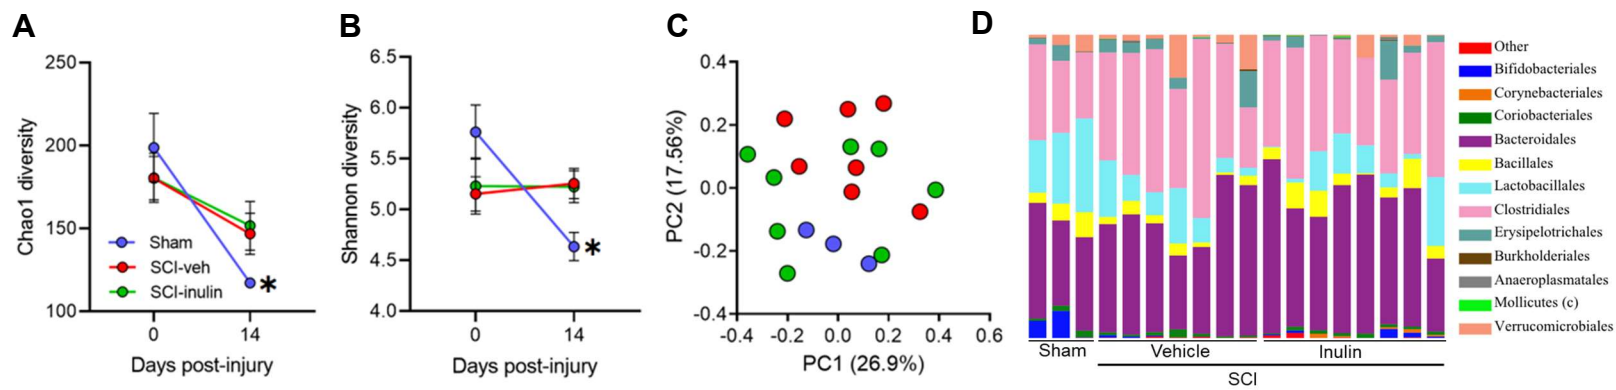 A
Chao1 diversity
250
200
150
100
0
14
Days post-injury
Sham
SCI-veh
SCI-inulin
*
B
Shannon diversity
6.5
6.0
5.5
5.0
4.5
4.0
0
14
Days post-injury
*
C
PC2 (17.56%)
0.4
0.2
0.0
-0.2
-0.4
-0.4
-0.2
0.0
0.2
0.4
0.6
PC1 (26.9%)
D
Sham
Vehicle
Inulin
SCI
Other
Bifidobacteriales
Corynebacteriales
Coriobacteriales
Bacteroidales
Bacillales
Lactobacillales
Clostridiales
Erysipelotrichales
Burkholderiales
Anaeroplasmatales
Mollicutes (c)
Verrucomicrobiales